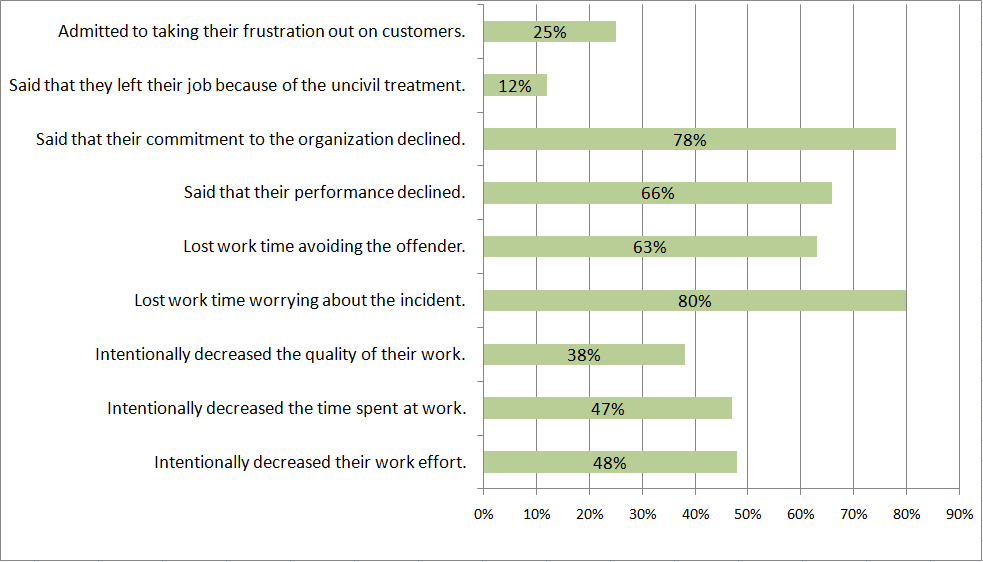 Admitted to taking their frustration out on customers.
25%
Said that they left their job because of the uncivil treatment.
12%
Said that their commitment to the organization declined.
78%
Said that their performance declined.
66%
Lost work time avoiding the offender.
63%
Lost work time worrying about the incident.
80%
Intentionally decreased the quality of their work.
38%
Intentionally decreased the time spent at work.
47%
Intentionally decreased their work effort.
48%
0% 10% 20% 30% 40% 50% 60% 70% 80% 90%